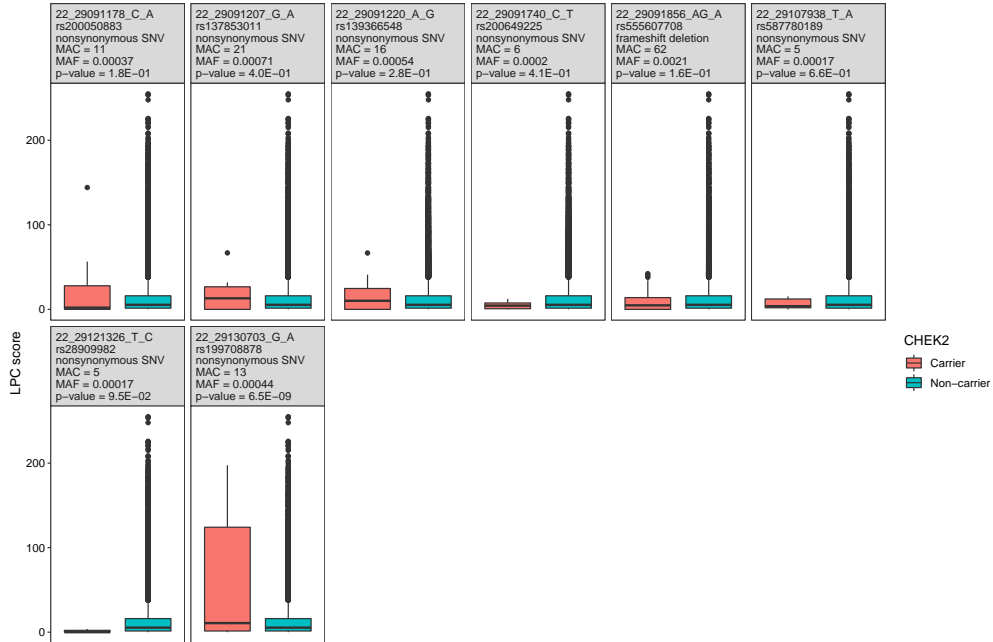 22_29091178_C_A
rs200050883
nonsynonymous SNV
MAC = 11
MAF = 0.00037
p-value = 1.8E-01
22_29091207_G_A
rs137853011
nonsynonymous SNV
MAC = 21
MAF = 0.00071
p-value = 4.0E-01
22_29091220_A_G
rs139366548
nonsynonymous SNV
MAC = 16
MAF = 0.00054
p-value = 2.8E-01
22_29091740_C_T
rs200649225
nonsynonymous SNV
MAC = 6
MAF = 0.0002
p-value = 4.1E-01
22_29091856_AG_A
rs555607708
frameshift deletion
MAC = 62
MAF = 0.0021
p-value = 1.6E-01
22_29107938_T_A
rs587780189
nonsynonymous SNV
MAC = 5
MAF = 0.00017
p-value = 6.6E-01
200
100
0
22_29121326_T_C
rs28909982
nonsynonymous SNV
MAC = 5
MAF = 0.00017
p-value = 9.5E-02
22_29130703_G_A
rs199708878
nonsynonymous SNV
MAC = 13
MAF = 0.00044
p-value = 6.5E-09
200
100
0
LPC score
CHEK2
Carrier
Non-carrier